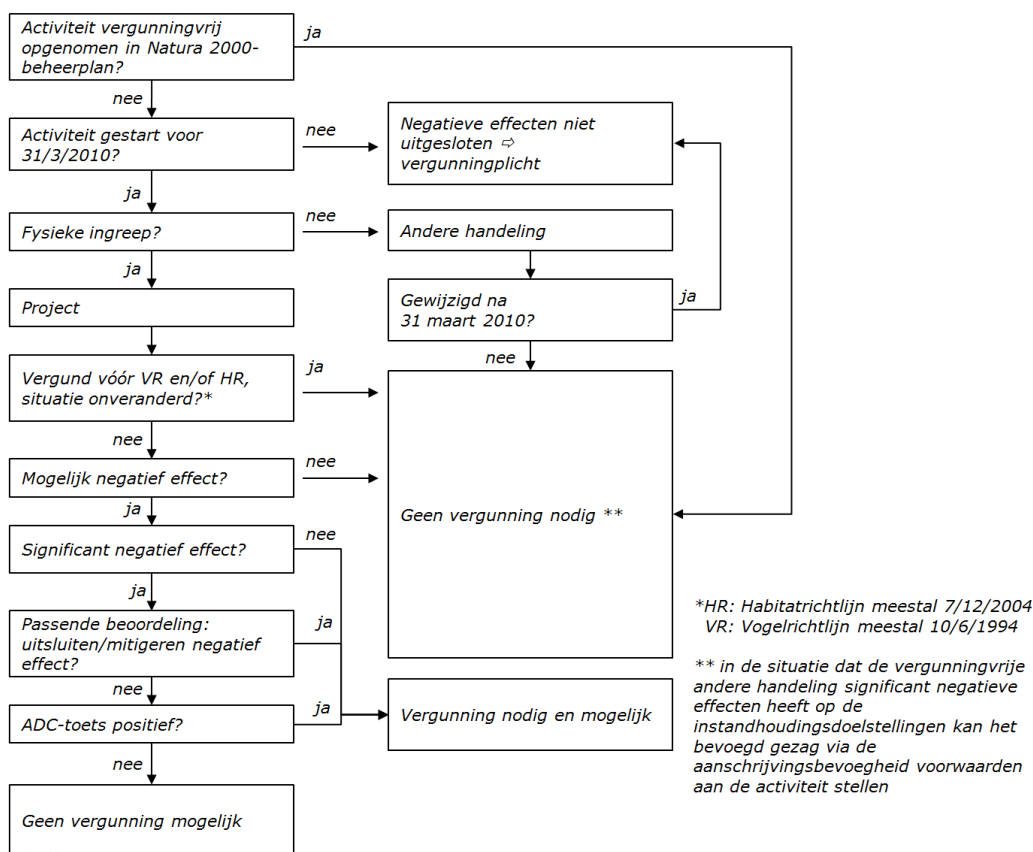 Activiteit vergunningvrij
opgenomen in Natura 2000-
beheerplan?
ja
nee
Activiteit gestart voor
31/3/2010?
nee
Negatieve effecten niet
uitgesloten ⇨
vergunningplicht
ja
Fysieke ingreep?
nee
Andere handeling
ja
Project
Gewijzigd na
31 maart 2010?
ja
nee
Vergund vóór VR en/of HR,
situatie onveranderd?*
ja
nee
Mogelijk negatief effect?
nee
Geen vergunning nodig **
ja
Significant negatief effect?
nee
ja
Passende beoordeling:
uitsluiten/mitigeren negatief
effect?
ja
nee
ADC-toets positief?
ja
Vergunning nodig en mogelijk
nee
Geen vergunning mogelijk
*HR: Habitatrichtlijn meestal 7/12/2004
VR: Vogelrichtlijn meestal 10/6/1994
** in de situatie dat de vergunningvrije
andere handeling significant negatieve
effecten heeft op de
instandhoudingsdoelstellingen kan het
bevoegd gezag via de
aanschrijvingsbevoegheid voorwaarden
aan de activiteit stellen